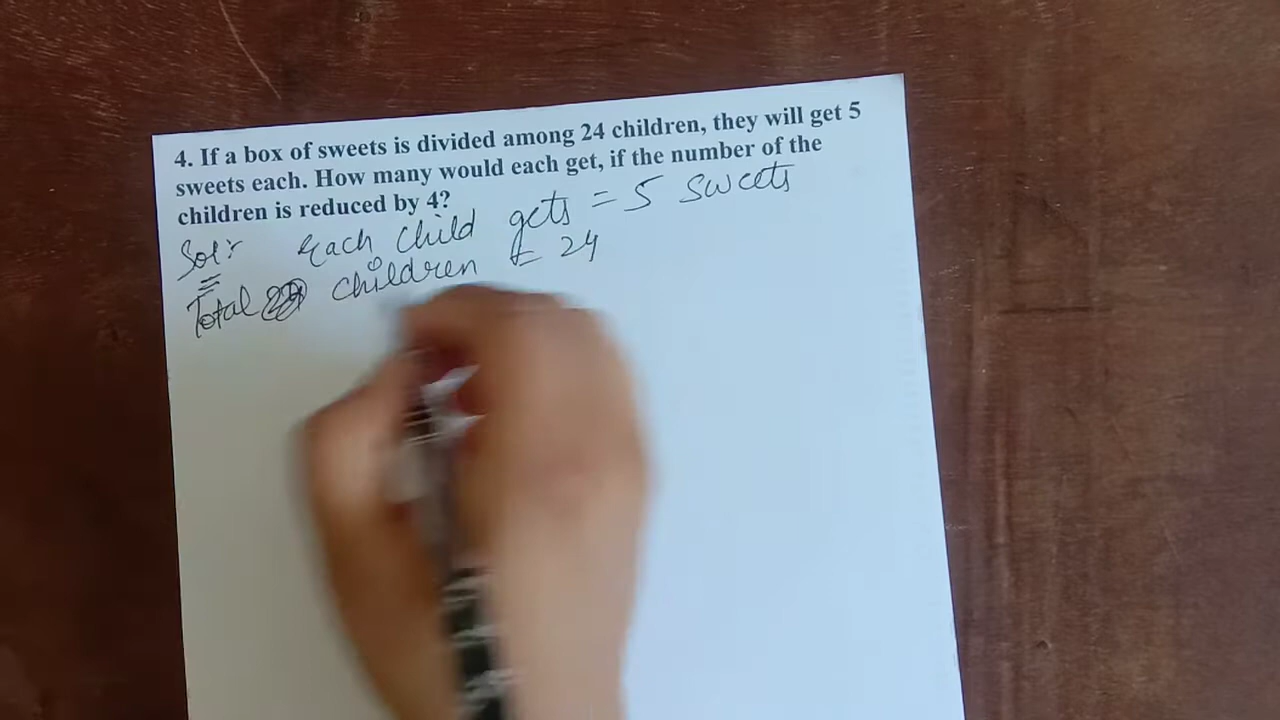 4. If a box of sweets is divided among 24 children, they will get 5
sweets each. How many would each get, if the number of the
children is reduced by 4?
Sol:- Each child gets = 5 sweets
Total children = 24